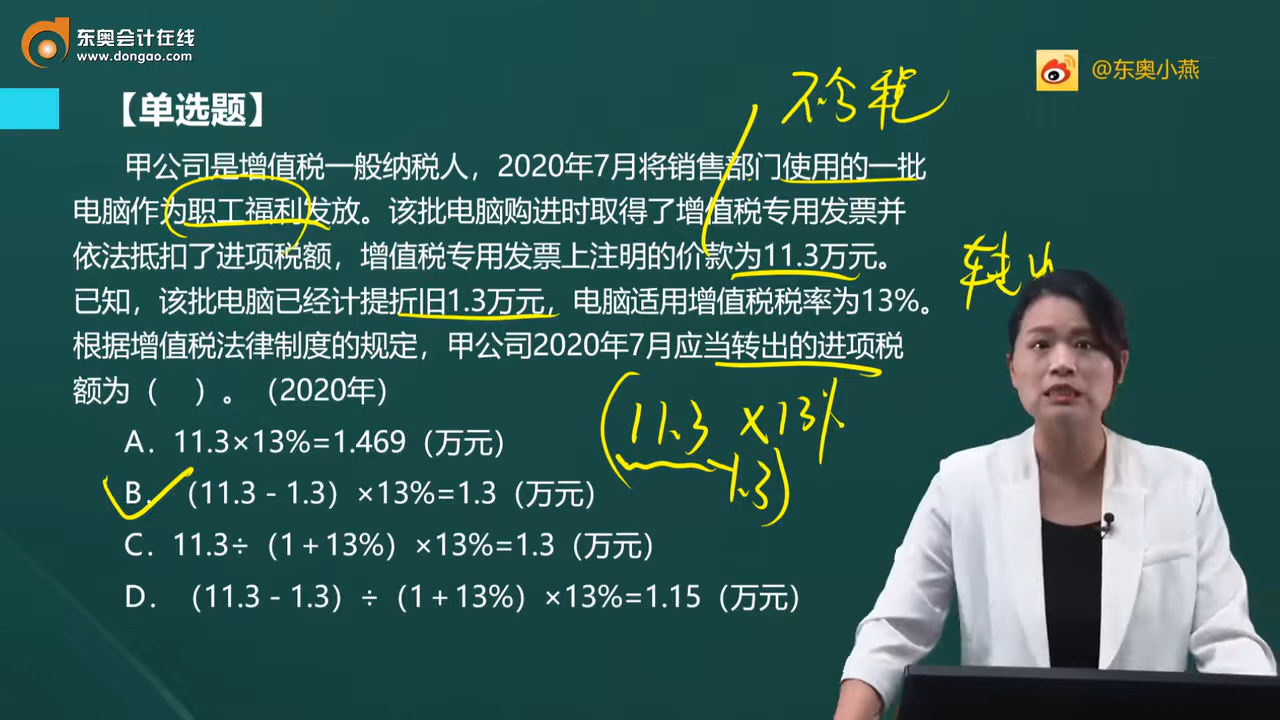 东奥会计在线
www.dongao.com
@东奥小燕
不含税
【单选题】
甲公司是增值税一般纳税人，2020年7月将销售部门使用的一批
电脑作为职工福利发放。该批电脑购进时取得了增值税专用发票并
依法抵扣了进项税额，增值税专用发票上注明的价款为11.3万元。
转出
已知，该批电脑已经计提折旧1.3万元，电脑适用增值税税率为13%。
根据增值税法律制度的规定，甲公司2020年7月应当转出的进项税
额为（ ）。（2020年）
(11.3 ×13%
-1.3)
A．11.3×13%=1.469（万元）
B．（11.3－1.3）×13%=1.3（万元）
C．11.3÷（1＋13%）×13%=1.3（万元）
D．（11.3－1.3）÷（1＋13%）×13%=1.15（万元）